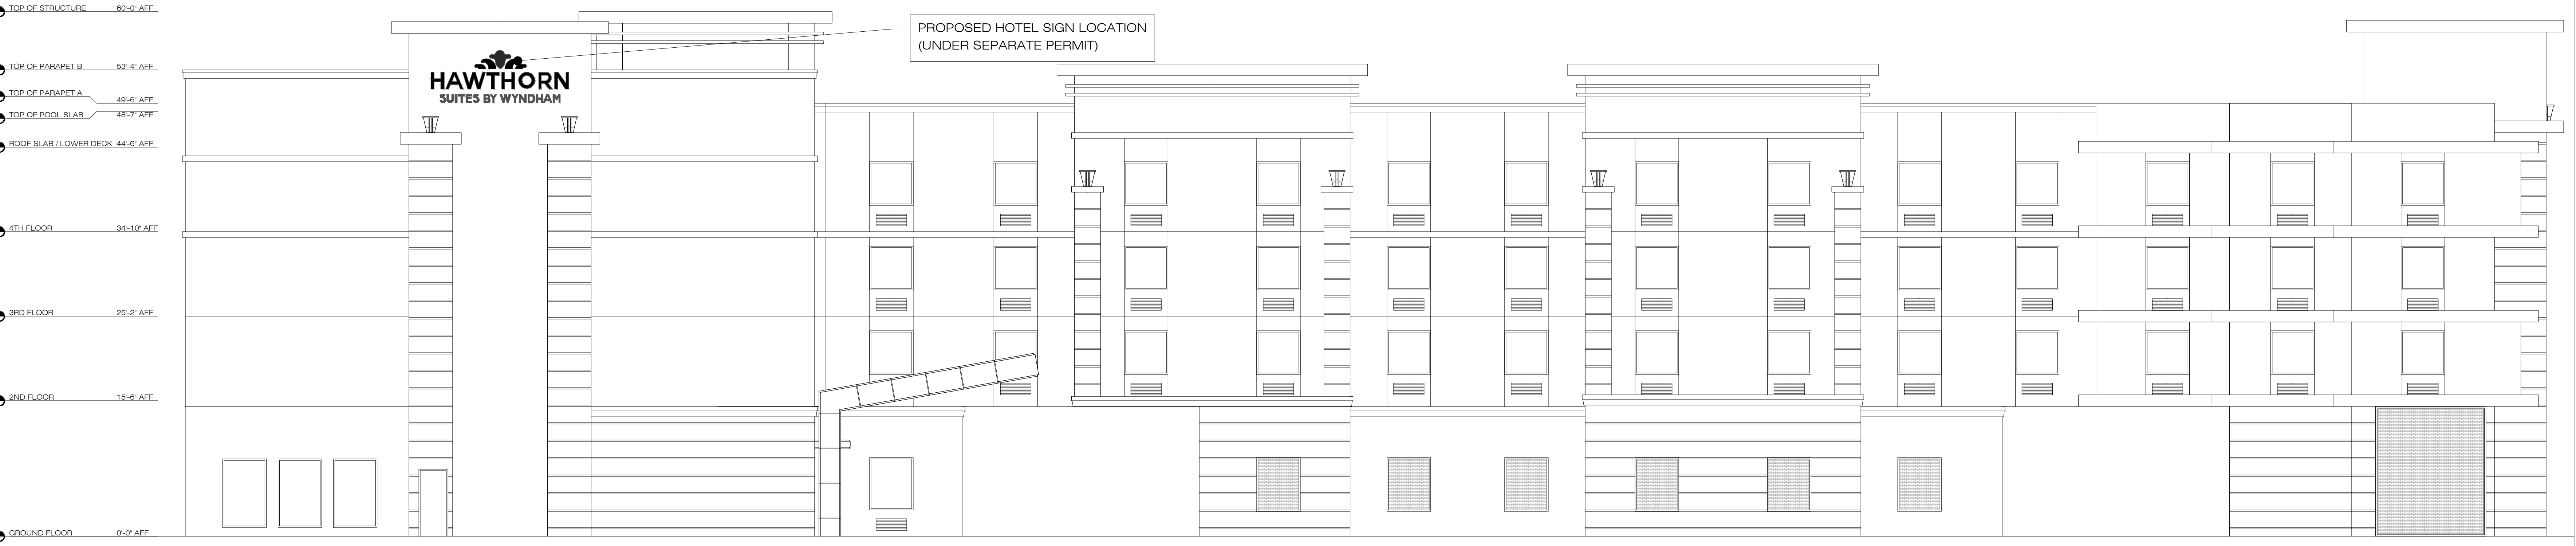 TOP OF STRUCTURE 60'-0" AFF
PROPOSED HOTEL SIGN LOCATION
(UNDER SEPARATE PERMIT)
TOP OF PARAPET B 53'-4" AFF
HAWTHORN
SUITES BY WYNDHAM
TOP OF PARAPET A 49'-6" AFF
TOP OF POOL SLAB 48'-7" AFF
ROOF SLAB / LOWER DECK 44'-6" AFF
4TH FLOOR 34'-10" AFF
3RD FLOOR 25'-2" AFF
2ND FLOOR 15'-6" AFF
GROUND FLOOR 0'-0" AFF